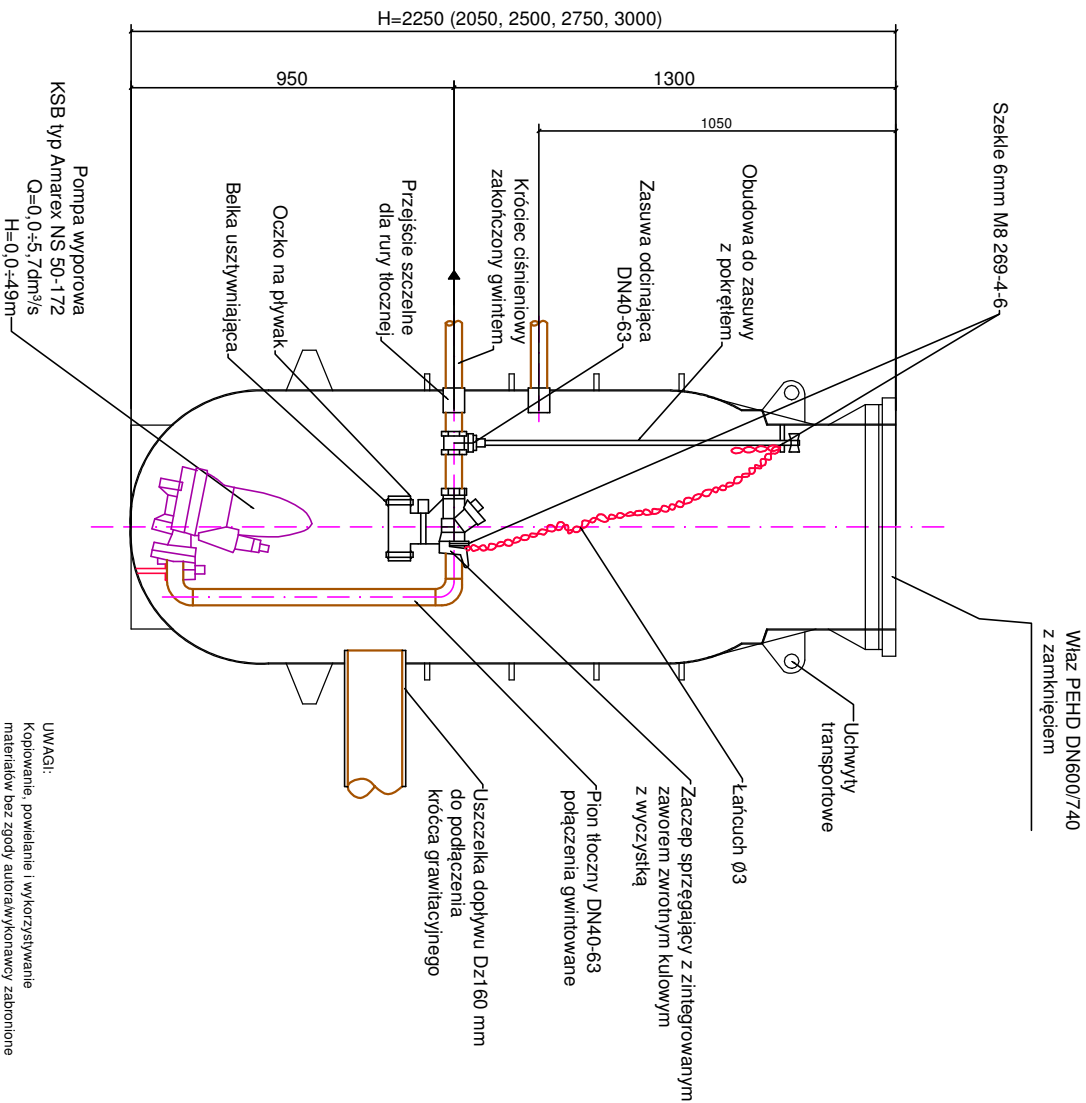 H=2250 (2050, 2500, 2750, 3000)
950
1300
1050
Szekle 6mm M8 269-4-6
Obudowa do zasuwy
z pokrętłem
Zasuwa odcinająca
DN40-63
Króciec ciśnieniowy
zakończony gwintem
Przejście szczelne
dla rury tłocznej
Oczko na pływak
Belka usztywniająca
Pompa wyporowa
KSB typ Amarex NS 50-172
Q=0,0÷5,7dm³/s
H=0,0÷49m
Właz PEHD DN600/740
z zamknięciem
Uchwyty
transportowe
Łańcuch Ø3
Zaczep sprzęgający z zintegrowanym
zaworem zwrotnym kulowym
z wyczystką
Pion tłoczny DN40-63
połączenia gwintowane
Uszczelka dopływu Dz160 mm
do podłączenia
króćca grawitacyjnego
UWAGI:
Kopiowanie, powielanie i wykorzystywanie
materiałów bez zgody autora/wykonawcy zabronione